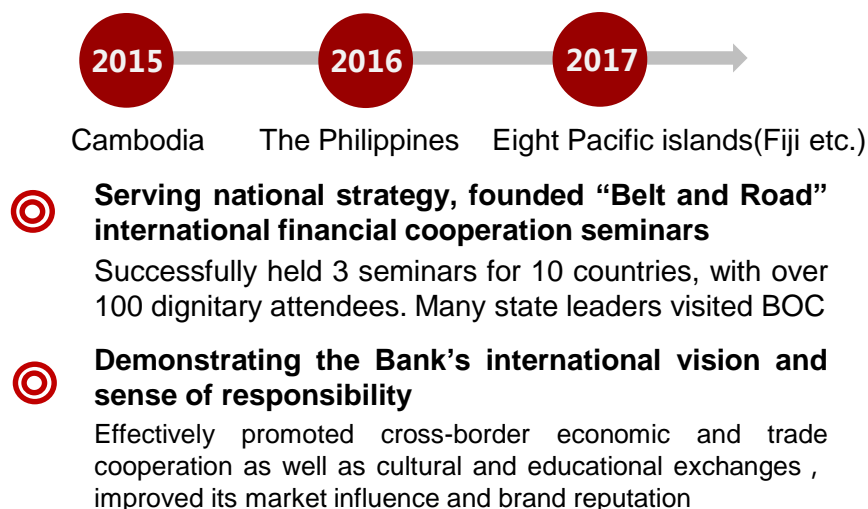 2015 2016 2017
Cambodia The Philippines Eight Pacific islands(Fiji etc.)
Serving national strategy, founded “Belt and Road”
international financial cooperation seminars
Successfully held 3 seminars for 10 countries, with over
100 dignitary attendees. Many state leaders visited BOC
Demonstrating the Bank’s international vision and
sense of responsibility
Effectively promoted cross-border economic and trade
cooperation as well as cultural and educational exchanges ,
improved its market influence and brand reputation